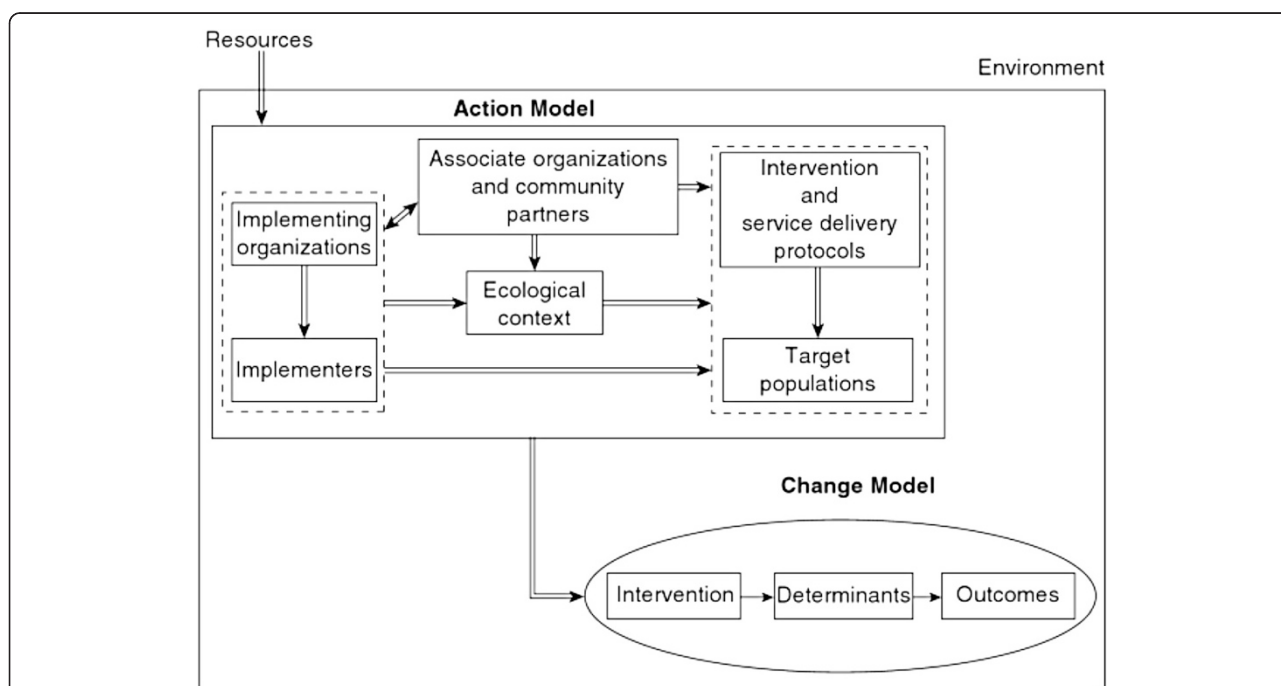 Resources
Environment
Action Model
Associate organizations
and community
partners
Intervention
and
service delivery
protocols
Implementing
organizations
Ecological
context
Implementers
Target
populations
Change Model
Intervention
Determinants
Outcomes